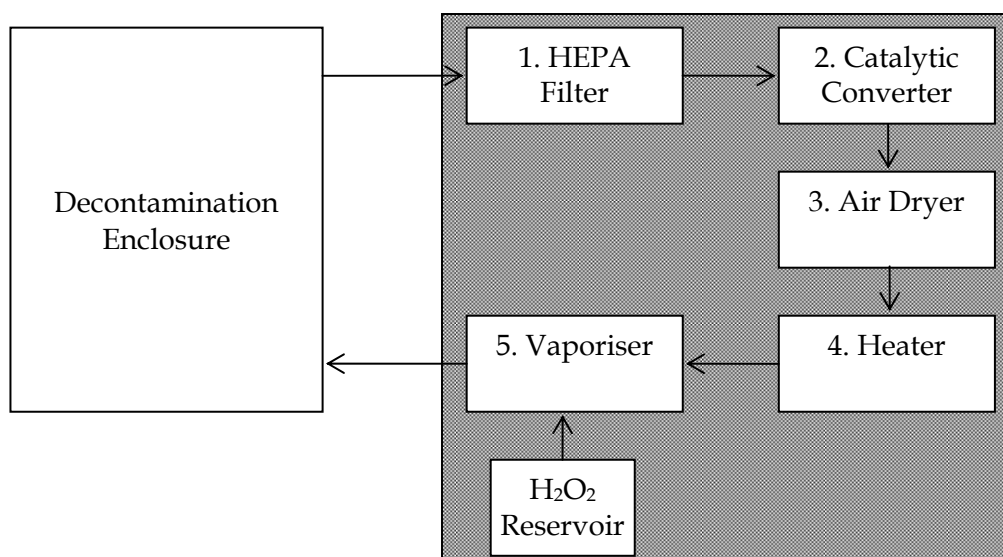 Decontamination
Enclosure
1. HEPA
Filter
2. Catalytic
Converter
3. Air Dryer
4. Heater
5. Vaporiser
H₂O₂
Reservoir